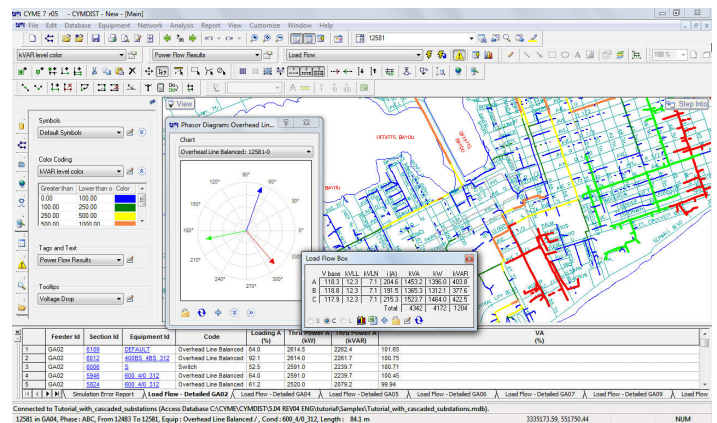 CYME 7 r05 - CYMDIST - New - [Main]
File Edit Database Equipment Network Analysis Report View Customize Window Help
12581
kVAR level color
Power Flow Results
Load Flow
100 %
View
Step Into
Symbols
Default Symbols
Color Coding
kVAR level color
Greater than Lower than o Color
0.00 100.00
100.00 250.00
250.00 500.00
500.00 1000.00
Tags and Text
Power Flow Results
Tooltips
Voltage Drop
Phasor Diagram: Overhead Lin...
Chart
Overhead Line Balanced: 12581-0
90°
120° 60°
150° 30°
180°
210° 330
240° 300°
270°
OFFATTS BAYOU
OFFATTS BAYOU
BAYOU
SEAWALL BLVD
Load Flow Box
V base kVLL kVLN i (A) kVA kW kVAR
A 118.3 12.3 7.1 204.6 1453.2 1396.0 403.8
B 118.8 12.3 7.1 191.5 1365.3 1312.1 377.6
C 117.9 12.3 7.1 215.3 1523.7 1464.0 422.5
Total: 4342 4172 1204
S C L
Feeder Id Section Id Equipment Id Code Loading A (%) Thru Power A (kW) Thru Power A (kVAR) VA (%)
1 GA02 6189 DEFAULT Overhead Line Balanced 64.0 2614.5 2262.4 101.65
2 GA02 6012 400BS_4BS_312 Overhead Line Balanced 92.1 2614.0 2261.7 100.75
3 GA02 6008 S Switch 52.5 2591.0 2239.7 100.71
4 GA02 5946 600_4/0_312 Overhead Line Balanced 64.0 2591.0 2239.7 100.45
5 GA02 5824 600_4/0_312 Overhead Line Balanced 61.2 2520.0 2079.2 99.94
Simulation Error Report Load Flow - Detailed GA02 Load Flow - Detailed GA04 Load Flow - Detailed GA05 Load Flow - Detailed GA06 Load Flow - Detailed GA07 Load Flow - Detailed GA09 Load Flow
Connected to Tutorial_with_cascaded_substations (Access Database C:\CYME\CYMDIST\5.04 REV04 ENG\tutorial\Samples\Tutorial_with_cascaded_substations.mdb).
12581 in GA04, Phase : ABC, From 12483 To 12581, Equip : Overhead Line Balanced / , Cond : 600_4/0_312, Length : 84.1 m 3335173.59, 551750.44 NUM